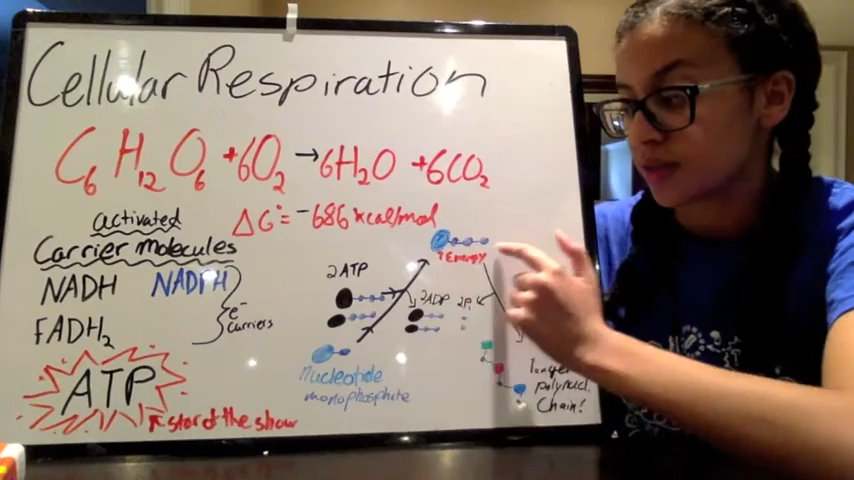 Cellular Respiration
C6H12O6 + 6O2 → 6H2O + 6CO2
ΔG° = -686 kcal/mol
activated
Carrier molecules
NADH NADPH
FADH2
e-
carriers
ATP
star of the show
↑Energy
2ATP
2ADP 2Pi
Nucleotide
monophosphate
longer
Chain!